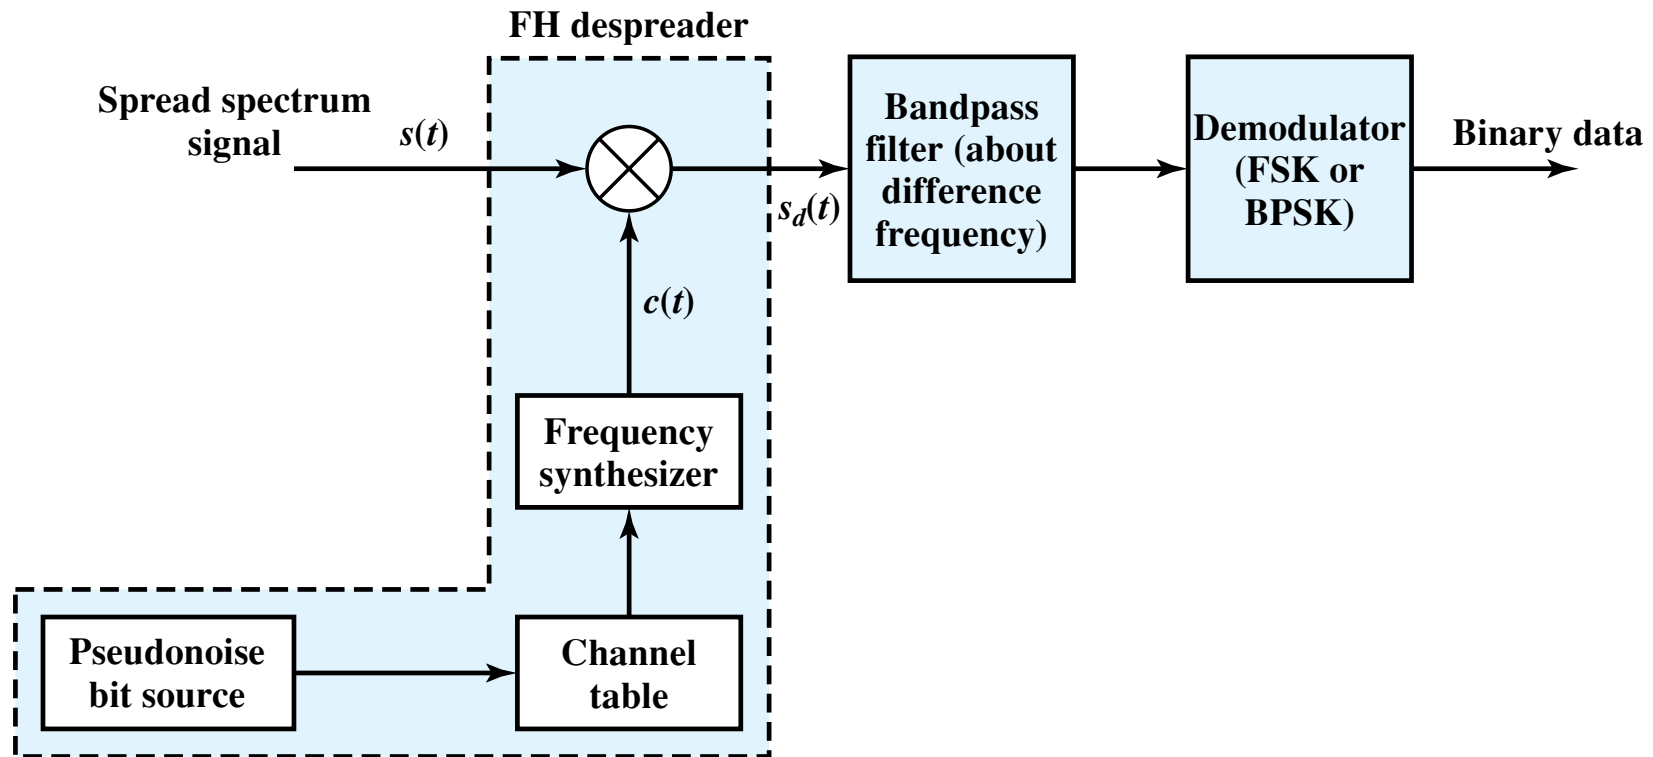 FH despreader
Spread spectrum
signal
s(t)
Bandpass
filter (about
difference
frequency)
Demodulator
(FSK or
BPSK)
Binary data
s_d(t)
c(t)
Frequency
synthesizer
Pseudonoise
bit source
Channel
table